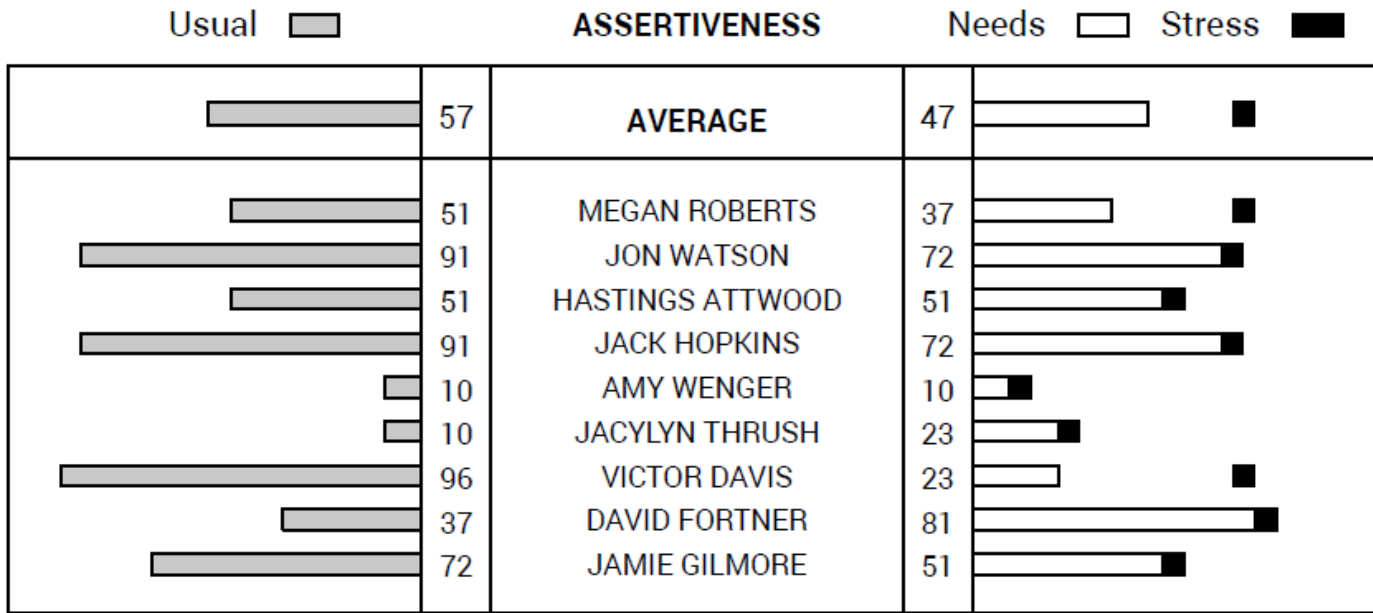 Usual ASSERTIVENESS Needs Stress
57 AVERAGE 47
51 MEGAN ROBERTS 37
91 JON WATSON 72
51 HASTINGS ATTWOOD 51
91 JACK HOPKINS 72
10 AMY WENGER 10
10 JACYLYN THRUSH 23
96 VICTOR DAVIS 23
37 DAVID FORTNER 81
72 JAMIE GILMORE 51